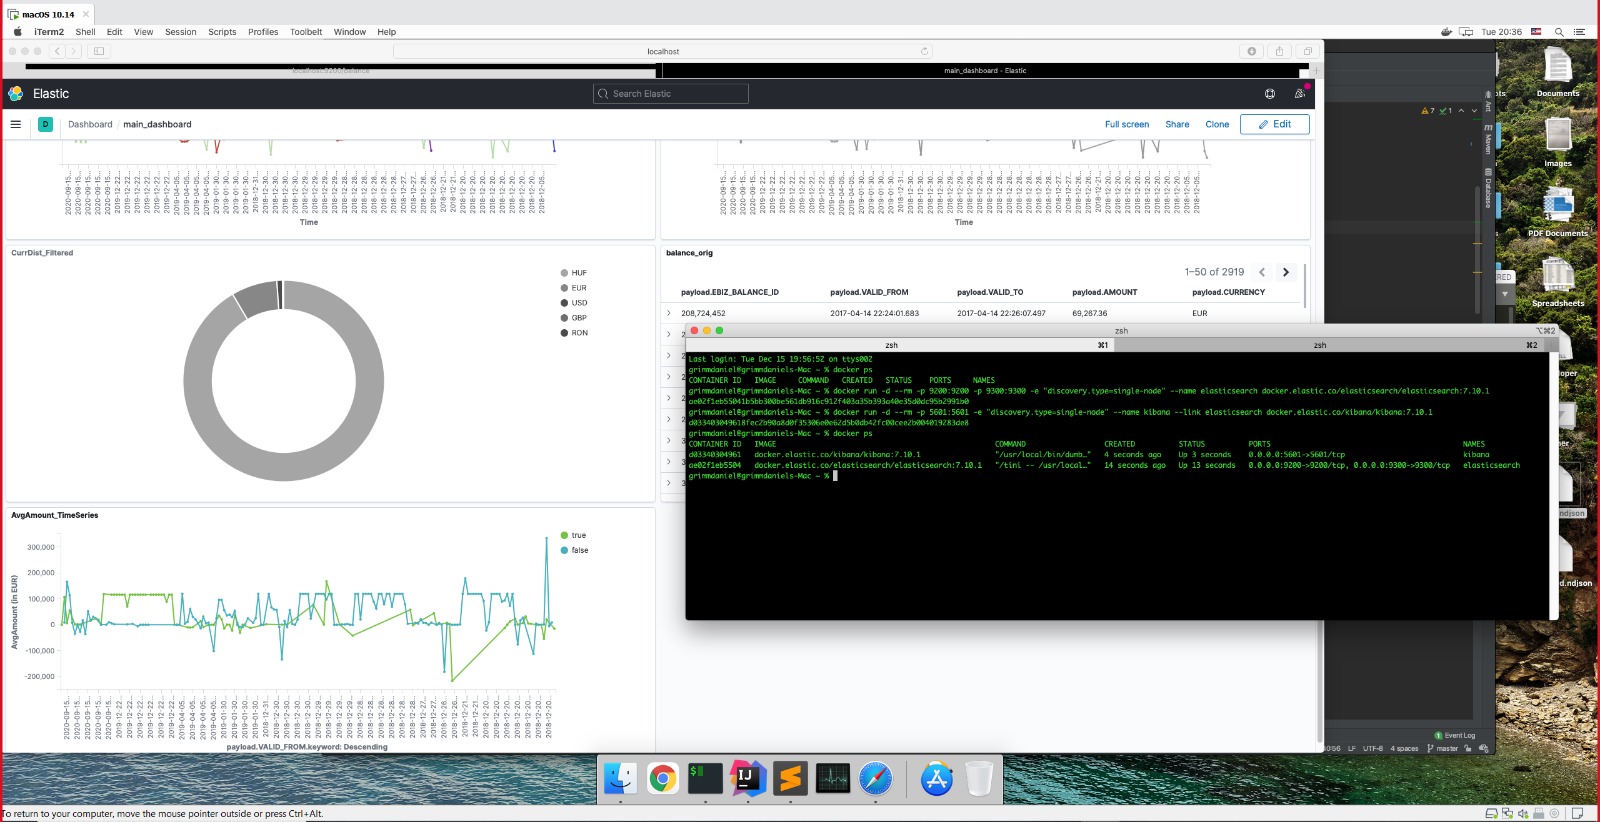 macOS 10.14
iTerm2 Shell Edit View Session Scripts Profiles Toolbelt Window Help
Tue 20:36
localhost
localhost:9200/balance
main_dashboard - Elastic
Elastic
Search Elastic
D
Dashboard / main_dashboard
Full screen Share Clone Edit
Time
Time
CurrDist_Filtered
HUF
EUR
USD
GBP
RON
balance_orig
1–50 of 2919
payload.EBIZ_BALANCE_ID payload.VALID_FROM payload.VALID_TO payload.AMOUNT payload.CURRENCY
208,724,452 2017-04-14 22:24:01.683 2017-04-14 22:26:07.497 69,267.36 EUR
zsh
⌥⌘2
zsh ⌘1 zsh ⌘2
Last login: Tue Dec 15 19:56:52 on ttys002
grimmdaniel@grimmdaniels-Mac ~ % docker ps
CONTAINER ID IMAGE COMMAND CREATED STATUS PORTS NAMES
grimmdaniel@grimmdaniels-Mac ~ % docker run -d --rm -p 9200:9200 -p 9300:9300 -e "discovery.type=single-node" --name elasticsearch docker.elastic.co/elasticsearch/elasticsearch:7.10.1
grimmdaniel@grimmdaniels-Mac ~ % docker run -d --rm -p 5601:5601 -e "discovery.type=single-node" --name kibana --link elasticsearch docker.elastic.co/kibana/kibana:7.10.1
grimmdaniel@grimmdaniels-Mac ~ % docker ps
CONTAINER ID IMAGE COMMAND CREATED STATUS PORTS NAMES
d03340304961 docker.elastic.co/kibana/kibana:7.10.1 "/usr/local/bin/dumb…" 4 seconds ago Up 3 seconds 0.0.0.0:5601->5601/tcp kibana
ae02f1eb5504 docker.elastic.co/elasticsearch/elasticsearch:7.10.1 "/tini -- /usr/local…" 14 seconds ago Up 13 seconds 0.0.0.0:9200->9200/tcp, 0.0.0.0:9300->9300/tcp elasticsearch
grimmdaniel@grimmdaniels-Mac ~ %
AvgAmount_TimeSeries
true
false
AvgAmount (in EUR)
300,000
200,000
100,000
0
-100,000
-200,000
payload.VALID_FROM.keyword: Descending
7 1
Ant
Maven
Database
Documents
Images
PDF Documents
Spreadsheets
Event Log
LF UTF-8 4 spaces master
To return to your computer, move the mouse pointer outside or press Ctrl+Alt.